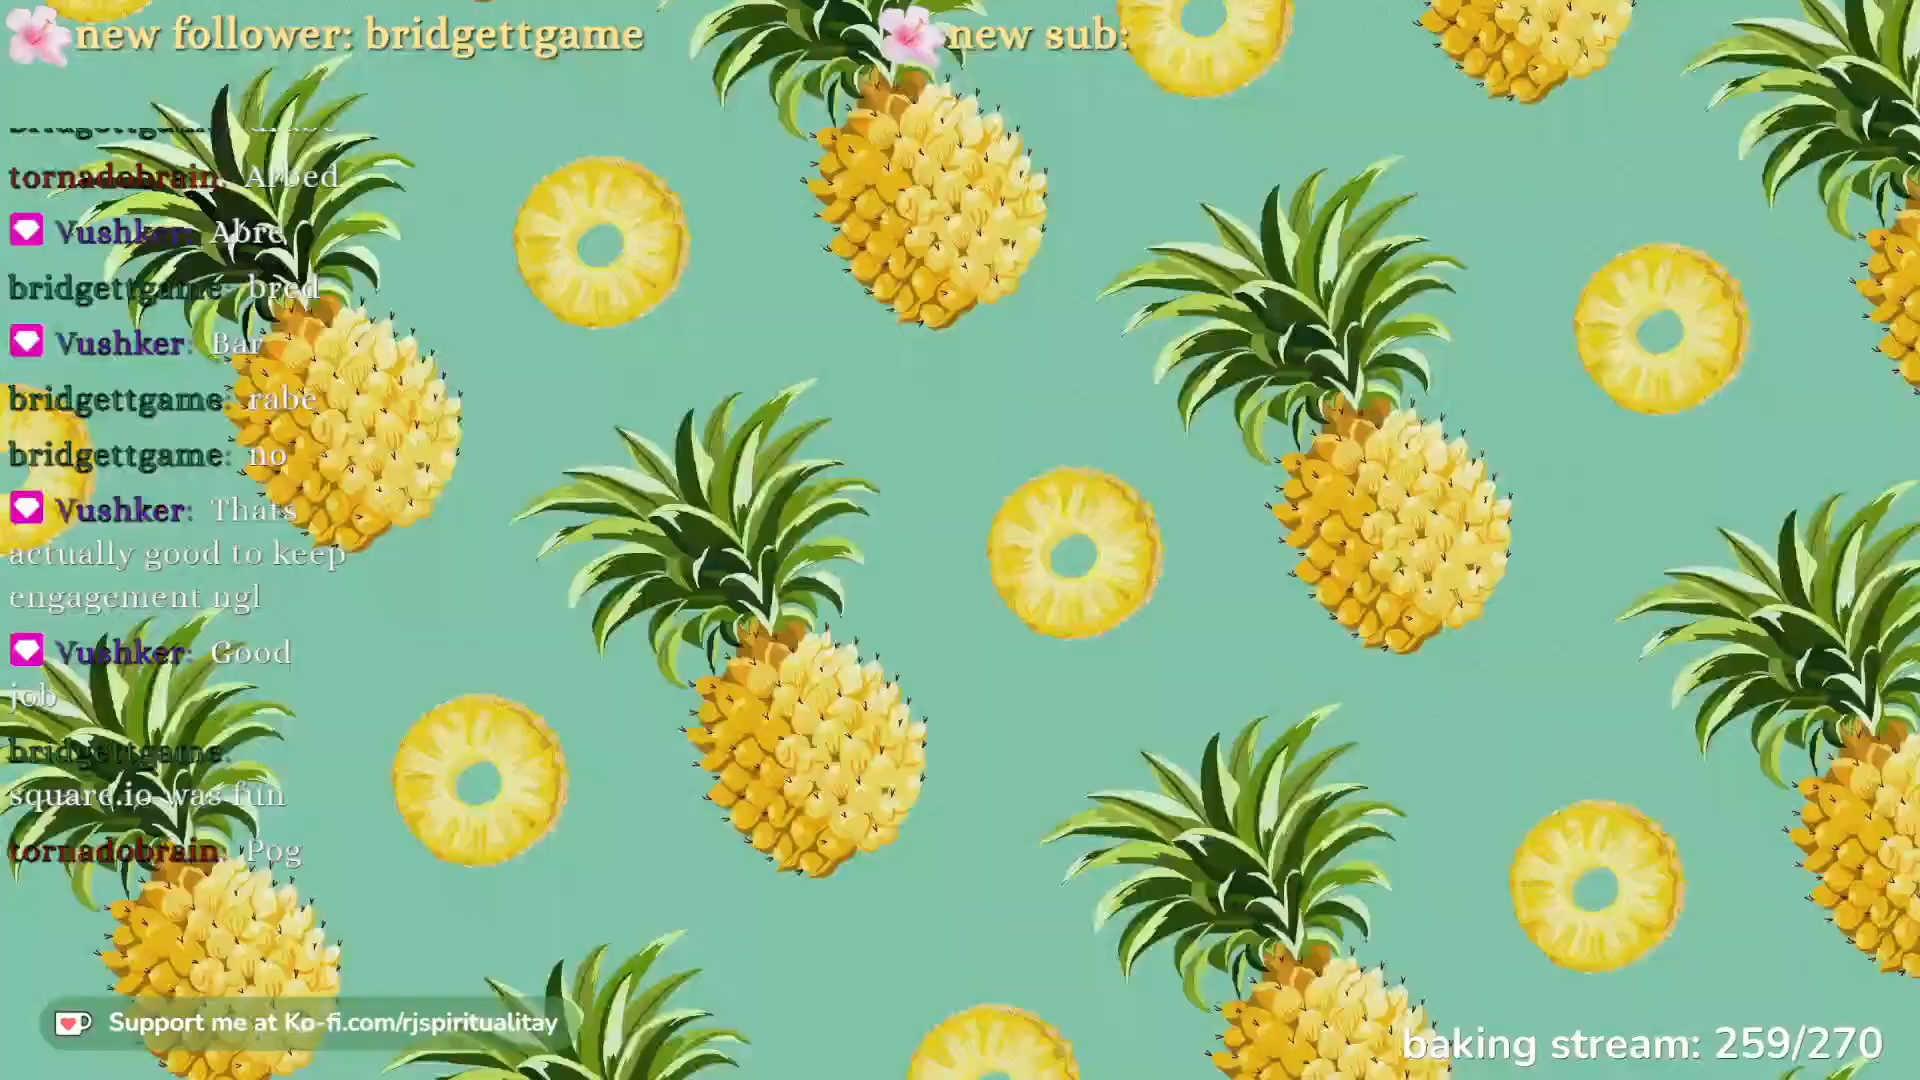 new follower: bridgettgame
new sub:
bridgettgame:
tornadobrain: Arbed
Vushker: Abre
bridgettgame: bred
Vushker: Bar
bridgettgame: rabe
bridgettgame: no
Vushker: Thats
actually good to keep
engagement ngl
Vushker: Good
job
bridgettgame:
square.io was fun
tornadobrain: Pog
Support me at Ko-fi.com/rjspiritualitay
baking stream: 259/270